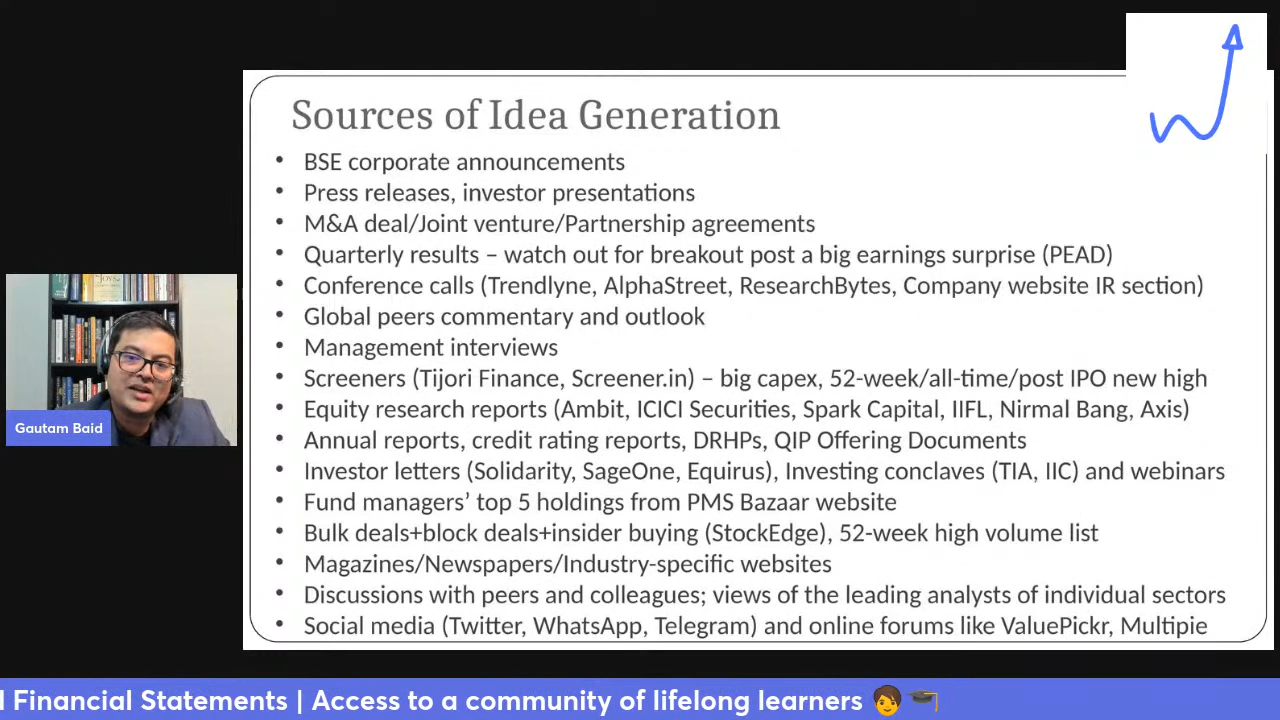 Sources of Idea Generation
• BSE corporate announcements
• Press releases, investor presentations
• M&A deal/Joint venture/Partnership agreements
• Quarterly results – watch out for breakout post a big earnings surprise (PEAD)
• Conference calls (Trendlyne, AlphaStreet, ResearchBytes, Company website IR section)
• Global peers commentary and outlook
• Management interviews
• Screeners (Tijori Finance, Screener.in) – big capex, 52-week/all-time/post IPO new high
• Equity research reports (Ambit, ICICI Securities, Spark Capital, IIFL, Nirmal Bang, Axis)
• Annual reports, credit rating reports, DRHPs, QIP Offering Documents
• Investor letters (Solidarity, SageOne, Equirus), Investing conclaves (TIA, IIC) and webinars
• Fund managers’ top 5 holdings from PMS Bazaar website
• Bulk deals+block deals+insider buying (StockEdge), 52-week high volume list
• Magazines/Newspapers/Industry-specific websites
• Discussions with peers and colleagues; views of the leading analysts of individual sectors
• Social media (Twitter, WhatsApp, Telegram) and online forums like ValuePickr, Multipie
Gautam Baid
Financial Statements | Access to a community of lifelong learners 🧑 🎓